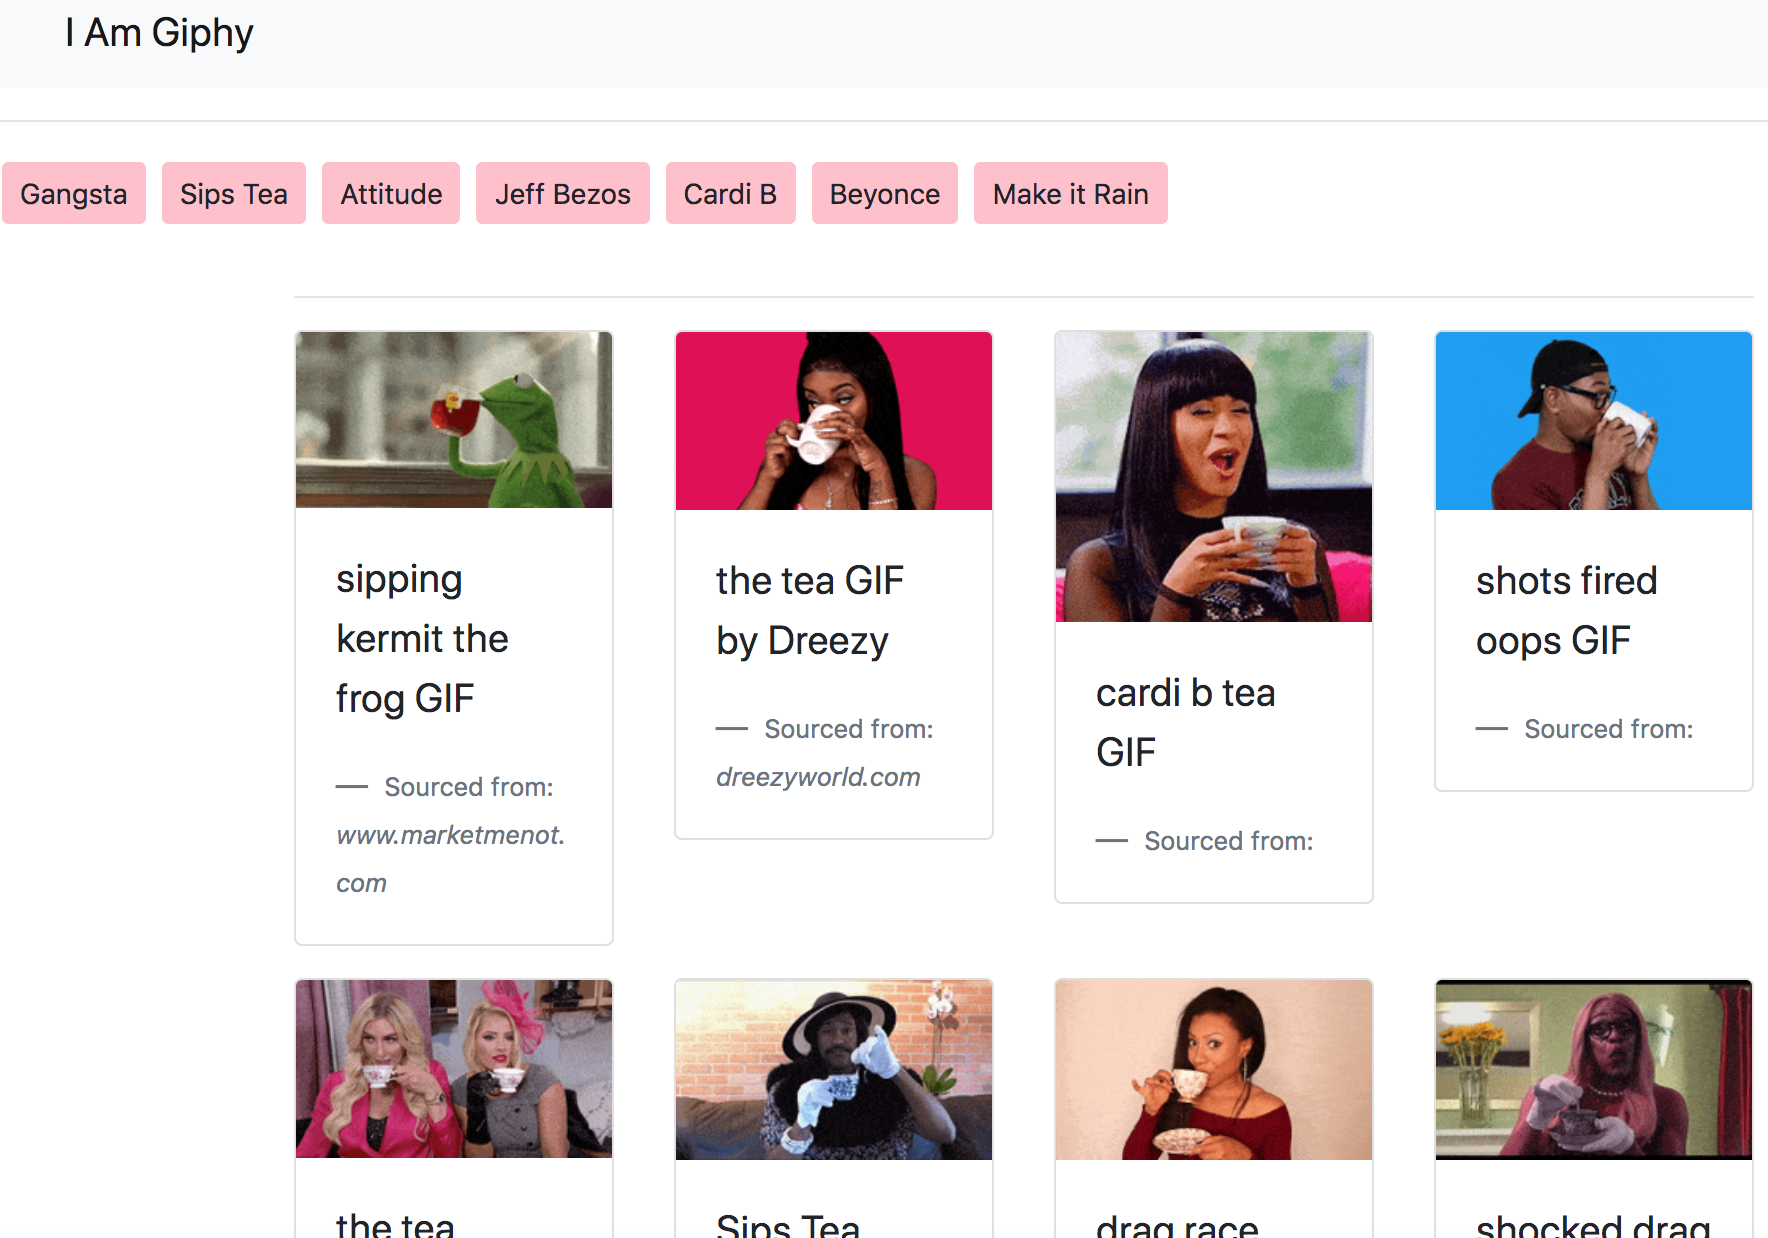 I Am Giphy
Gangsta
Sips Tea
Attitude
Jeff Bezos
Cardi B
Beyonce
Make it Rain
sipping
kermit the
frog GIF
— Sourced from:
www.marketmenot.
com
the tea GIF
by Dreezy
— Sourced from:
dreezyworld.com
cardi b tea
GIF
— Sourced from:
shots fired
oops GIF
— Sourced from:
the tea
Sips Tea
drag race
shocked drag